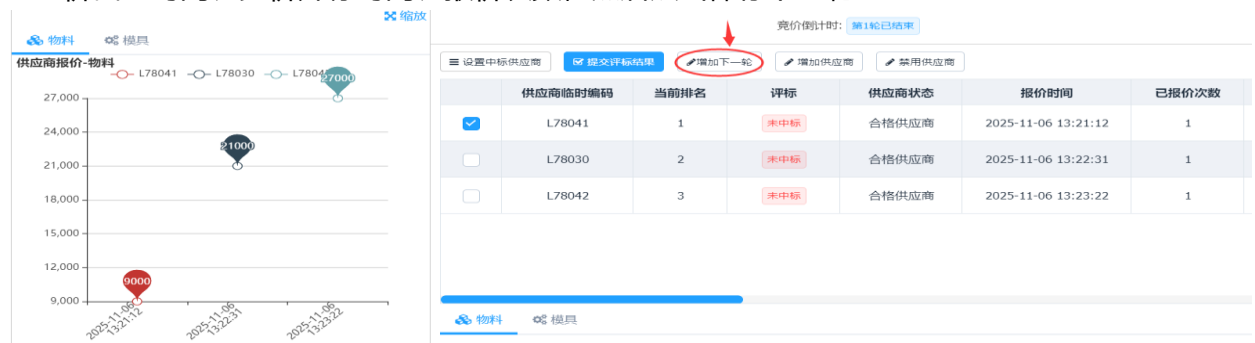 缩放
竞价倒计时: 第1轮已结束
物料 模具
供应商报价-物料
L78041 L78030
27000
21000
9000
27,000
24,000
21,000
18,000
15,000
12,000
9,000
2025-11-06 13:21:12
2025-11-06 13:22:31
2025-11-06 13:23:22
设置中标供应商 提交评标结果 增加下一轮 增加供应商 禁用供应商
供应商临时编码 当前排名 评标 供应商状态 报价时间 已报价次数
L78041 1 未中标 合格供应商 2025-11-06 13:21:12 1
L78030 2 未中标 合格供应商 2025-11-06 13:22:31 1
L78042 3 未中标 合格供应商 2025-11-06 13:23:22 1
物料 模具